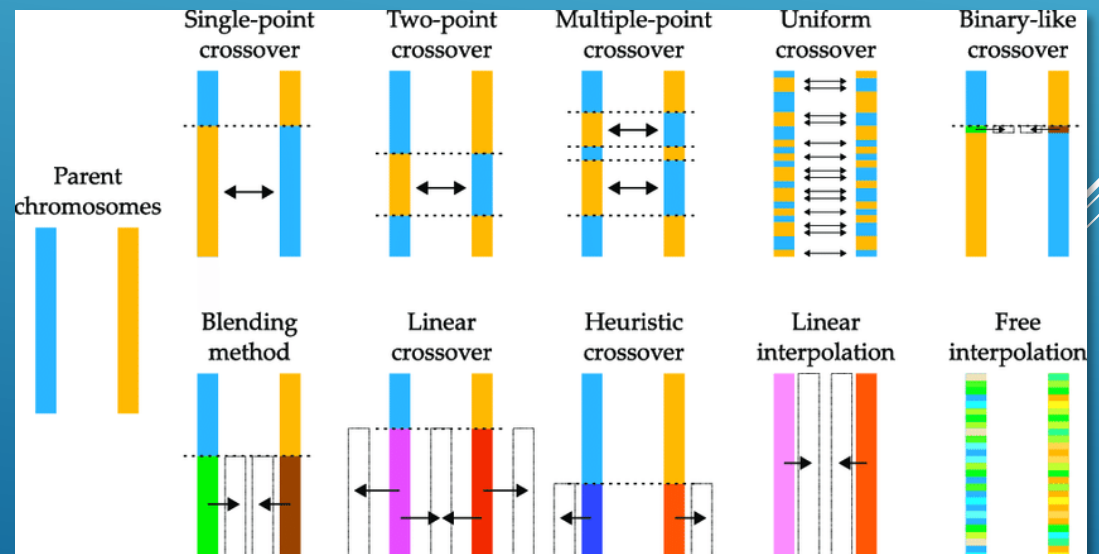 Single-point
crossover
Two-point
crossover
Multiple-point
crossover
Uniform
crossover
Binary-like
crossover
Parent
chromosomes
Blending
method
Linear
crossover
Heuristic
crossover
Linear
interpolation
Free
interpolation